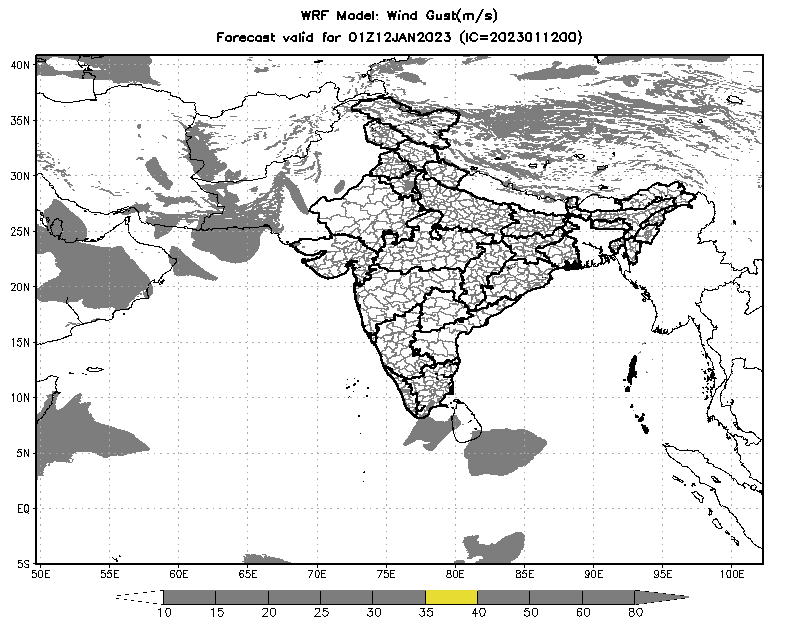 WRF Model: Wind Gust(m/s)
Forecast valid for 01Z12JAN2023 (IC=2023011200)
40N
35N
30N
25N
20N
15N
10N
5N
EQ
5S
50E 55E 60E 65E 70E 75E 80E 85E 90E 95E 100E
10 15 20 25 30 35 40 50 60 80